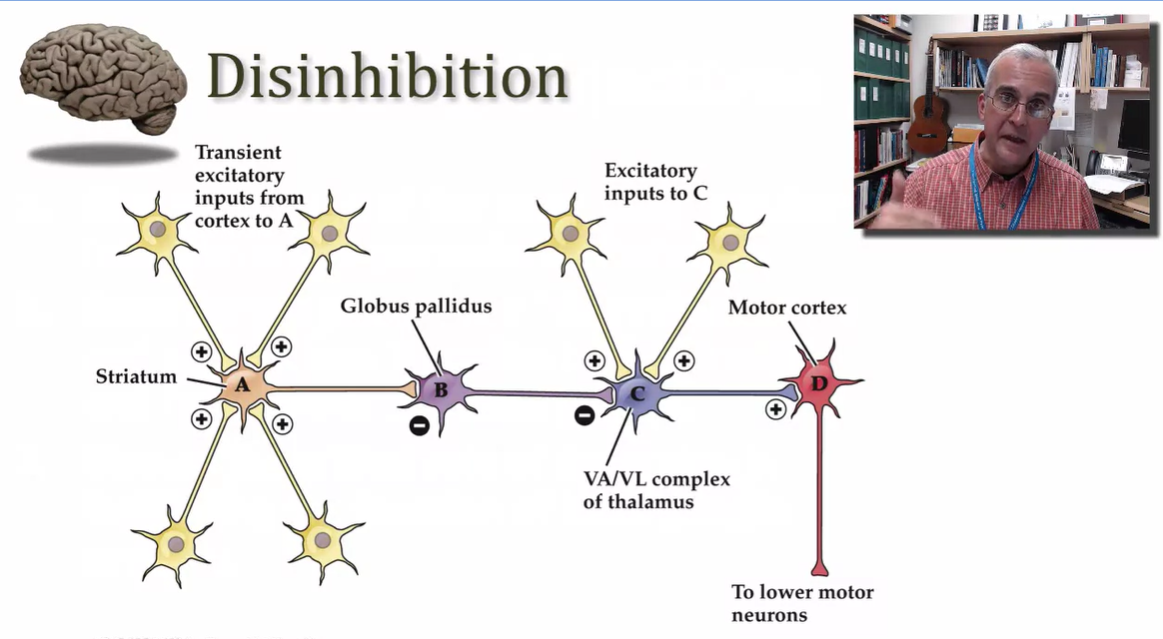 Disinhibition
Transient
excitatory
inputs from
cortex to A
Excitatory
inputs to C
Globus pallidus
Motor cortex
Striatum
A
B
C
D
VA/VL complex
of thalamus
To lower motor
neurons